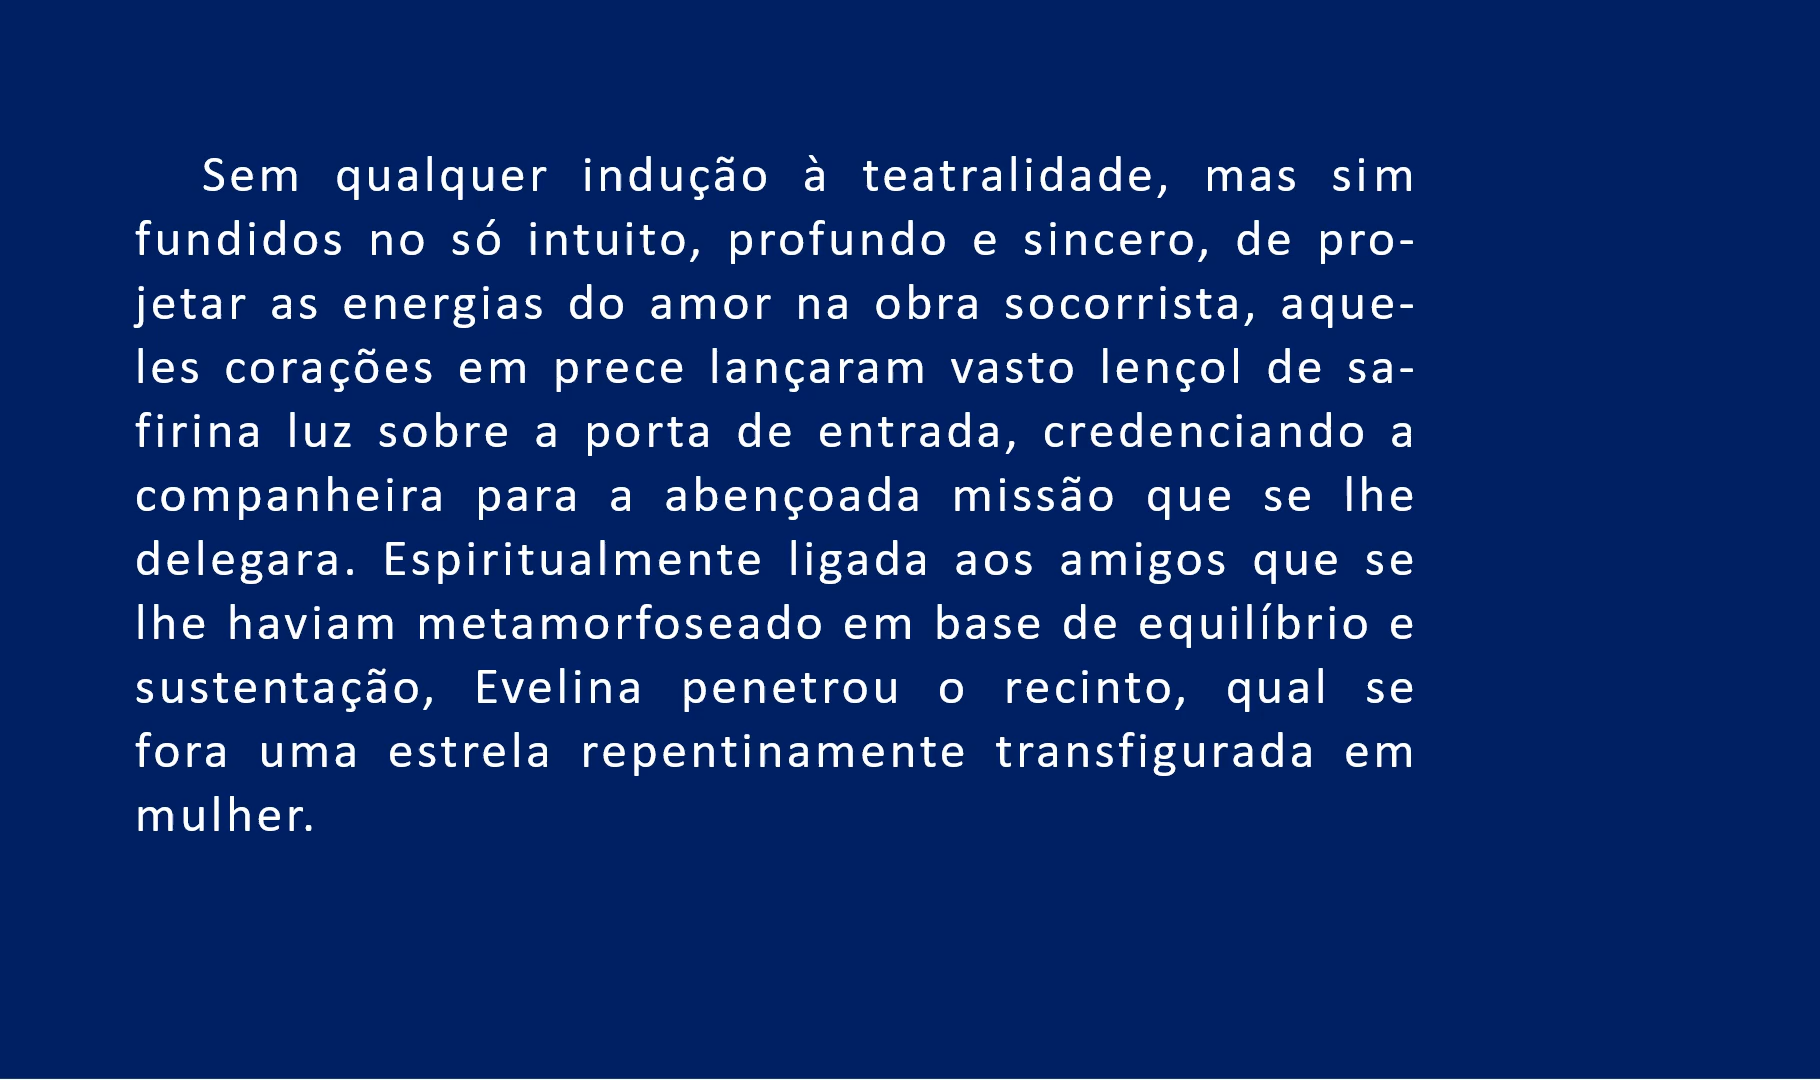 Sem qualquer indução à teatralidade, mas sim
fundidos no só intuito, profundo e sincero, de pro-
jetar as energias do amor na obra socorrista, aque-
les corações em prece lançaram vasto lençol de sa-
firina luz sobre a porta de entrada, credenciando a
companheira para a abençoada missão que se lhe
delegara. Espiritualmente ligada aos amigos que se
lhe haviam metamorfoseado em base de equilíbrio e
sustentação, Evelina penetrou o recinto, qual se
fora uma estrela repentinamente transfigurada em
mulher.